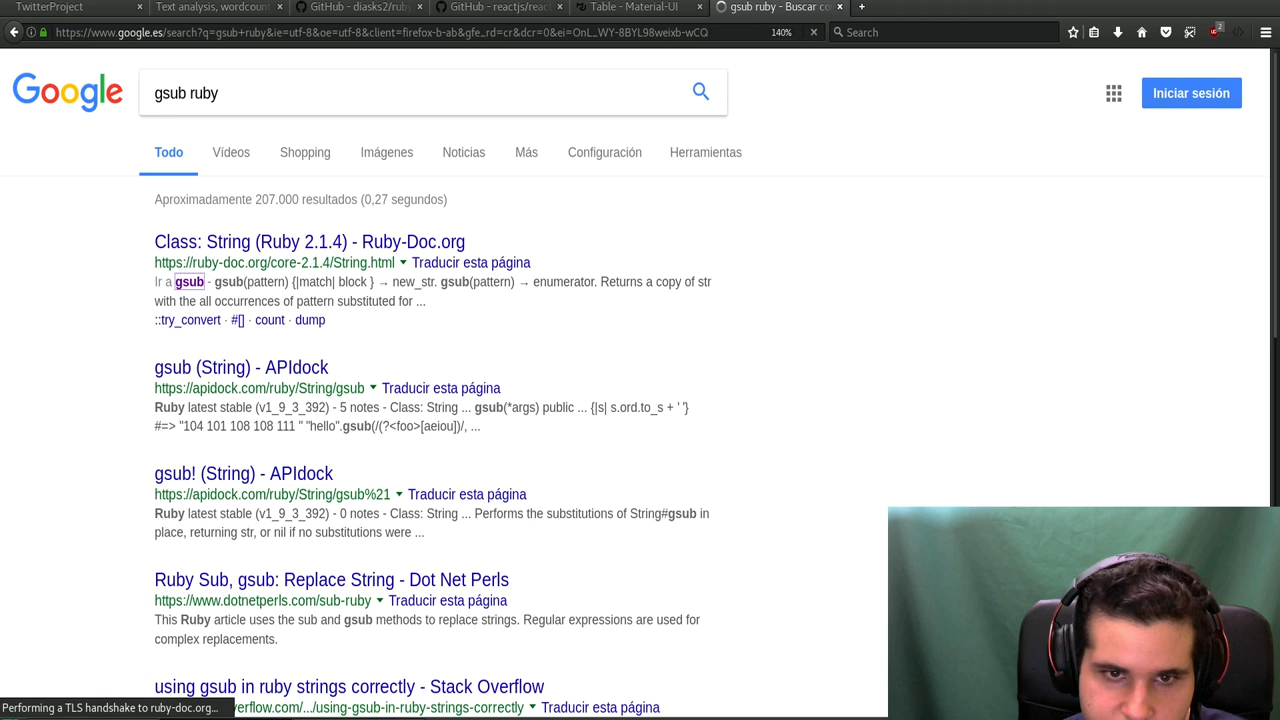 TwitterProject
Text analysis, wordcount
GitHub - diasks2/ruby
GitHub - reactjs/reac
Table - Material-UI
gsub ruby - Buscar co
https://www.google.es/search?q=gsub+ruby&ie=utf-8&oe=utf-8&client=firefox-b-ab&gfe_rd=cr&dcr=0&ei=OnL_WY-8BYL98weixb-wCQ
140%
Search
2
Google
gsub ruby
Iniciar sesión
Todo
Vídeos
Shopping
Imágenes
Noticias
Más
Configuración
Herramientas
Aproximadamente 207.000 resultados (0,27 segundos)
Class: String (Ruby 2.1.4) - Ruby-Doc.org
https://ruby-doc.org/core-2.1.4/String.html Traducir esta página
Ir a gsub - gsub(pattern) {|match| block } → new_str. gsub(pattern) → enumerator. Returns a copy of str
with the all occurrences of pattern substituted for ...
::try_convert · #[] · count · dump
gsub (String) - APIdock
https://apidock.com/ruby/String/gsub Traducir esta página
Ruby latest stable (v1_9_3_392) - 5 notes - Class: String ... gsub(*args) public ... {|s| s.ord.to_s + ' '}
#=> "104 101 108 108 111 " "hello".gsub(/(?<foo>[aeiou])/, ...
gsub! (String) - APIdock
https://apidock.com/ruby/String/gsub%21 Traducir esta página
Ruby latest stable (v1_9_3_392) - 0 notes - Class: String ... Performs the substitutions of String#gsub in
place, returning str, or nil if no substitutions were ...
Ruby Sub, gsub: Replace String - Dot Net Perls
https://www.dotnetperls.com/sub-ruby Traducir esta página
This Ruby article uses the sub and gsub methods to replace strings. Regular expressions are used for
complex replacements.
using gsub in ruby strings correctly - Stack Overflow
Performing a TLS handshake to ruby-doc.org...
verflow.com/.../using-gsub-in-ruby-strings-correctly Traducir esta página